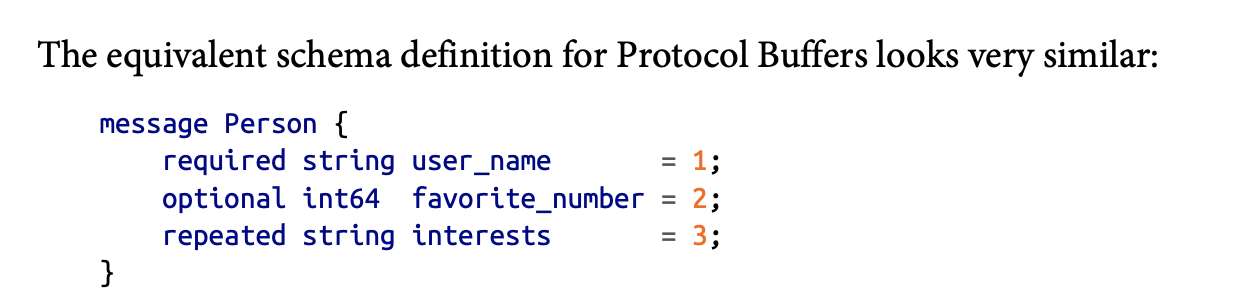 The equivalent schema definition for Protocol Buffers looks very similar:
message Person {
    required string user_name       = 1;
    optional int64  favorite_number = 2;
    repeated string interests       = 3;
}